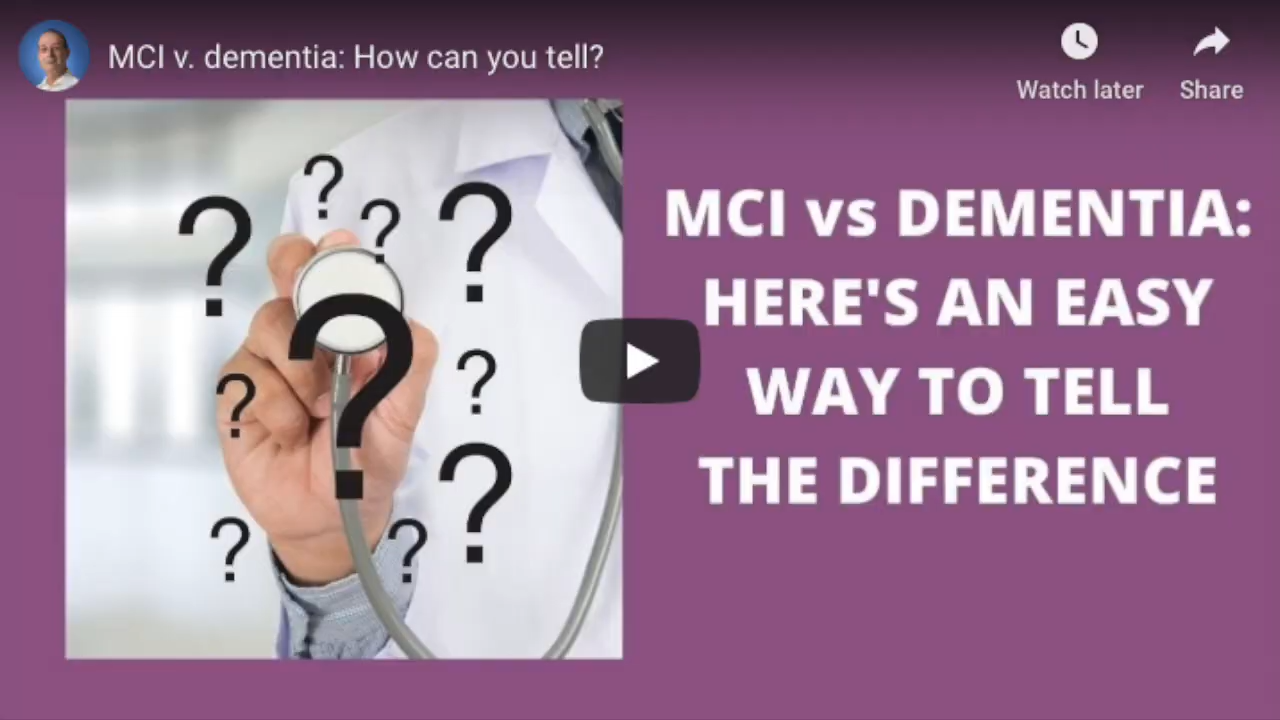 MCI v. dementia: How can you tell?
Watch later
Share
MCI vs DEMENTIA:
HERE'S AN EASY
WAY TO TELL
THE DIFFERENCE
?
?
?
?
?
?
?
?
?
?